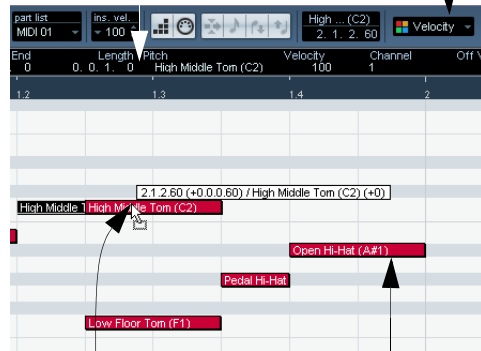 part list ins. vel. High ... (C2) Velocity
MIDI 01 100 2. 1. 2. 60
End Length Pitch Velocity Channel Off V
0 0. 0. 1. 0 High Middle Tom (C2) 100 1
1.2 1.3 1.4 2
2.1.2.60 (+0.0.0.60) / High Middle Tom (C2) (+0)
High Middle T High Middle Tom (C2)
Open Hi-Hat (A#1)
Pedal Hi-Hat
Low Floor Tom (F1)